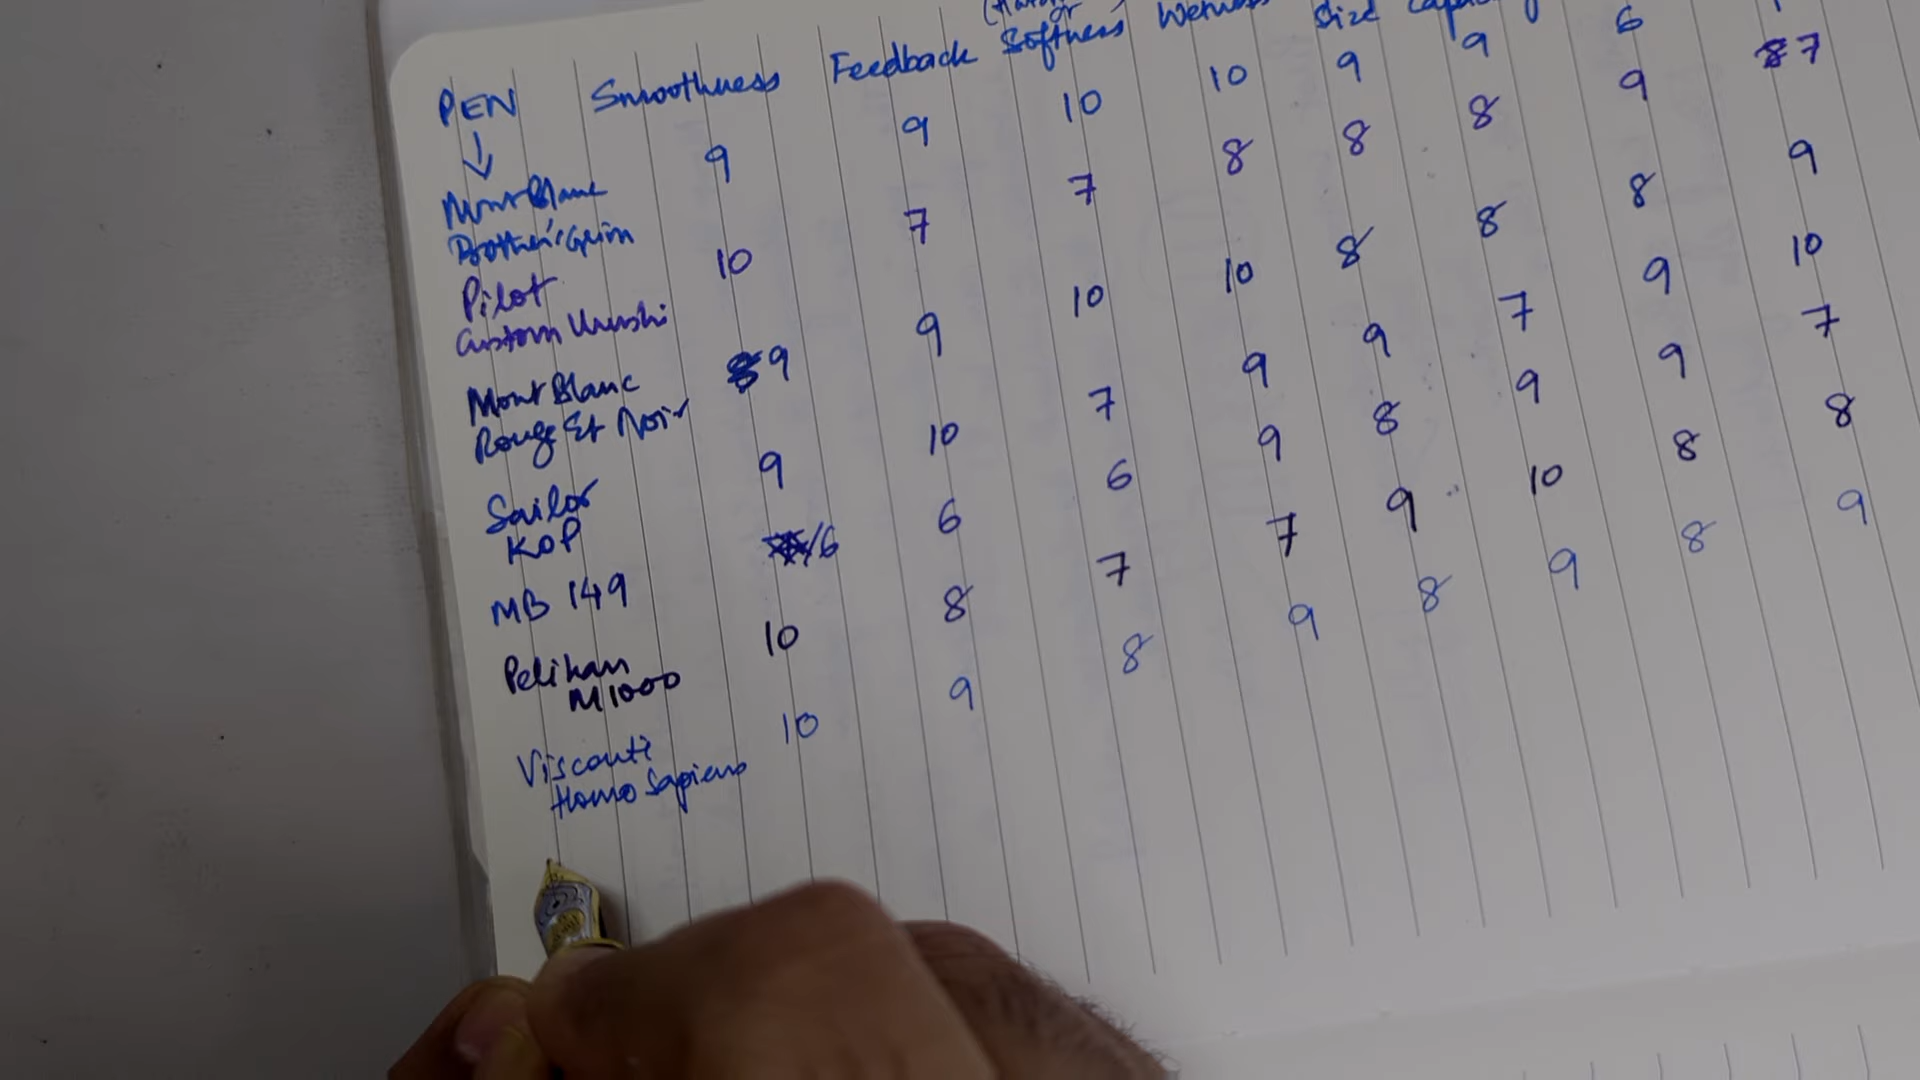 PEN Smoothness Feedback
or
Softness Wetness Size
↓
Mont Blanc 9 9 10 10 9 9 6
Brother's Grim
Pilot 10 7 7 8 8 8 9 7
Custom Urushi
Mont Blanc 9 9 10 10 8 8 8 9
Rouge Et Noir
Sailor 9 10 7 9 9 7 9 10
KOP
MB 149 6 6 6 9 8 9 9 7
Pelikan 10 8 7 7 9 10 8 8
M1000
Visconti 10 9 8 9 8 9 8 9
Homo Sapiens